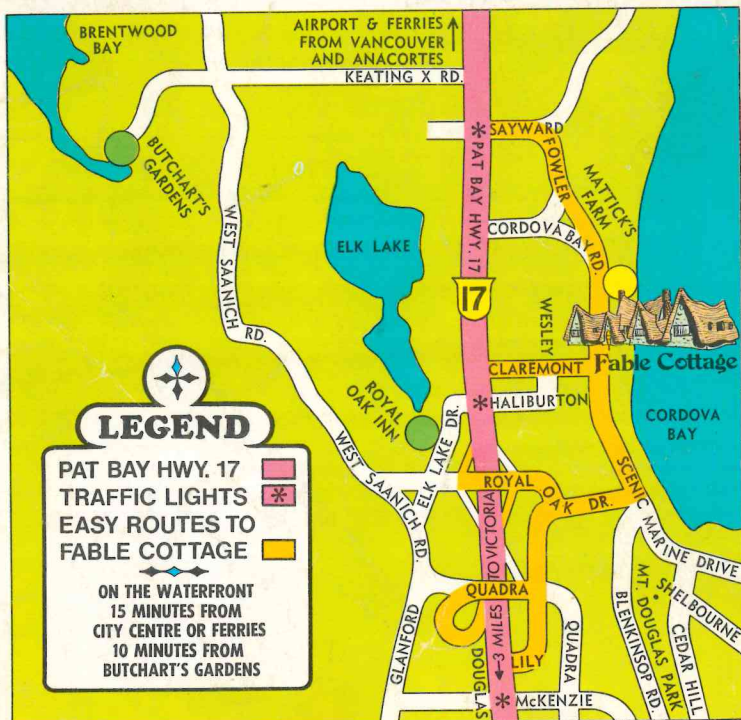 BRENTWOOD
BAY
AIRPORT & FERRIES
FROM VANCOUVER
AND ANACORTES
KEATING X RD.
SAYWARD
FOWLER
MATTICK'S
FARM
BUTCHART'S
GARDENS
PAT BAY HWY. 17
CORDOVA BAY RD.
WEST SAANICH RD.
ELK LAKE
17
WESLEY
Fable Cottage
CLAREMONT
HALIBURTON
CORDOVA
BAY
ROYAL
OAK INN
ELK LAKE DR.
WEST SAANICH RD.
ROYAL OAK DR.
SCENIC MARINE DRIVE
QUADRA
3 MILES TO VICTORIA
GLANFORD
DOUGLAS
LILY
QUADRA
McKENZIE
MT. DOUGLAS PARK
BLENKINSOP RD.
SHELBOURNE
CEDAR HILL
LEGEND
PAT BAY HWY. 17
TRAFFIC LIGHTS *
EASY ROUTES TO
FABLE COTTAGE
ON THE WATERFRONT
15 MINUTES FROM
CITY CENTRE OR FERRIES
10 MINUTES FROM
BUTCHART'S GARDENS